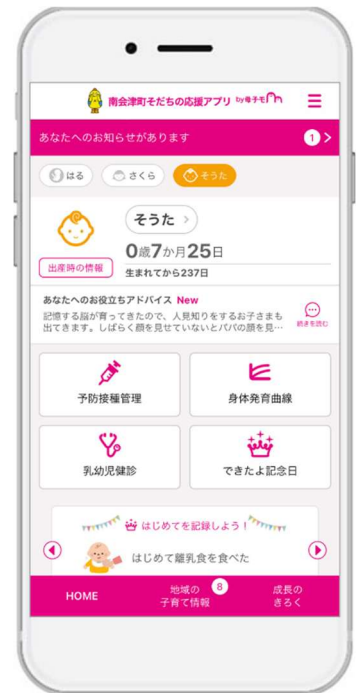 南会津町そだちの応援アプリ by母子モ
あなたへのお知らせがあります 1
はる さくら そうた
そうた
0歳7か月25日
出産時の情報
生まれてから237日
あなたへのお役立ちアドバイス New
記憶する脳が育ってきたので、人見知りをするお子さまも
出てきます。しばらく顔を見せていないとパパの顔を見…
続きを読む
予防接種管理 身体発育曲線
乳幼児健診 できたよ記念日
はじめてを記録しよう!
はじめて離乳食を食べた
HOME
地域の 8
子育て情報
成長の
きろく